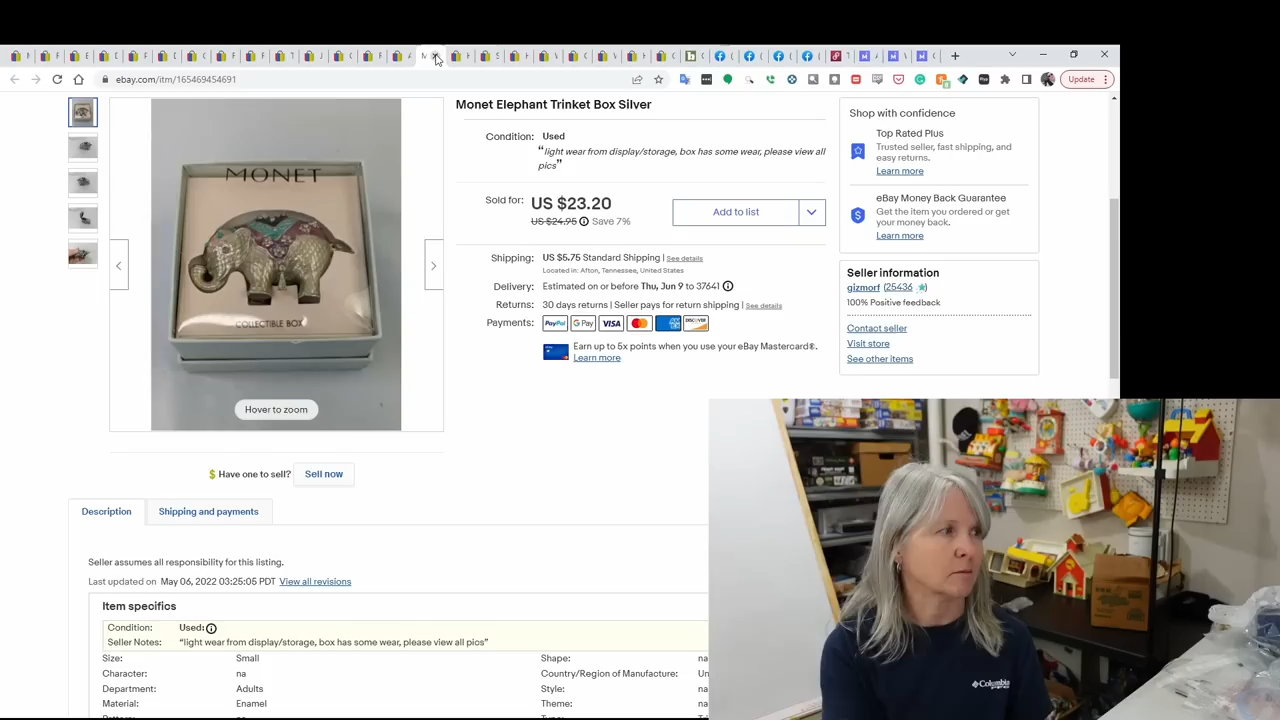 ebay.com/itm/165469454691
Update
Monet Elephant Trinket Box Silver
Condition: Used
“light wear from display/storage, box has some wear, please view all
pics”
Sold for: US $23.20
US $24.95 Save 7%
Add to list
Shipping: US $5.75 Standard Shipping | See details
Located in: Afton, Tennessee, United States
Delivery: Estimated on or before Thu, Jun 9 to 37641
Returns: 30 days returns | Seller pays for return shipping | See details
Payments: PayPal G Pay VISA DISCOVER
Earn up to 5x points when you use your eBay Mastercard®.
Learn more
Shop with confidence
Top Rated Plus
Trusted seller, fast shipping, and
easy returns.
Learn more
eBay Money Back Guarantee
Get the item you ordered or get
your money back.
Learn more
Seller information
gizmorf (25436)
100% Positive feedback
Contact seller
Visit store
See other items
MONET
COLLECTIBLE BOX
Hover to zoom
$ Have one to sell? Sell now
Description
Shipping and payments
Seller assumes all responsibility for this listing.
Last updated on May 06, 2022 03:25:05 PDT View all revisions
Item specifics
Condition: Used:
Seller Notes: “light wear from display/storage, box has some wear, please view all pics”
Size: Small Shape: na
Character: na Country/Region of Manufacture: Un
Department: Adults Style: na
Material: Enamel Theme: na
Columbia